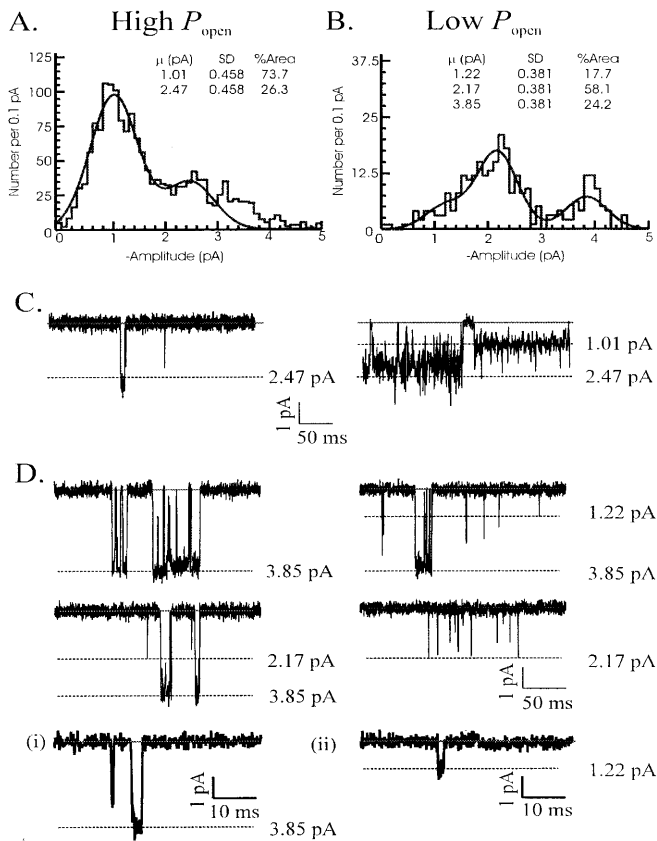 A. High Popen
B. Low Popen
μ (pA) SD %Area
1.01 0.458 73.7
2.47 0.458 26.3
μ (pA) SD %Area
1.22 0.381 17.7
2.17 0.381 58.1
3.85 0.381 24.2
Number per 0.1 pA
125
100
75
50
25
0
0 1 2 3 4 5
-Amplitude (pA)
Number per 0.1 pA
37.5
25
12.5
0
0 1 2 3 4 5
-Amplitude (pA)
C.
2.47 pA
1 pA
50 ms
1.01 pA
2.47 pA
D.
3.85 pA
1.22 pA
3.85 pA
2.17 pA
3.85 pA
2.17 pA
1 pA
50 ms
(i)
1 pA
10 ms
3.85 pA
(ii)
1.22 pA
1 pA
10 ms